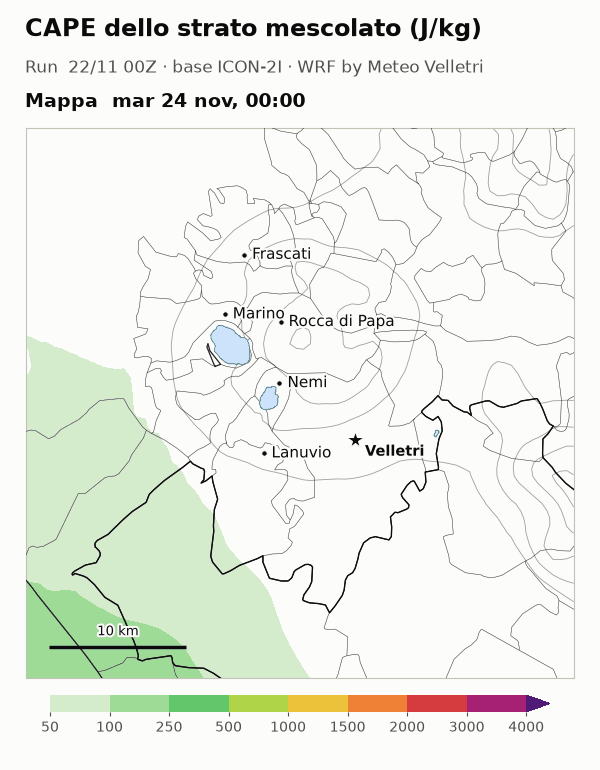 CAPE dello strato mescolato (J/kg)
Run  22/11 00Z · base ICON-2I · WRF by Meteo Velletri
Mappa  mar 24 nov, 00:00
Frascati
Marino
Rocca di Papa
Nemi
Velletri
Lanuvio
10 km
50 100 250 500 1000 1500 2000 3000 4000